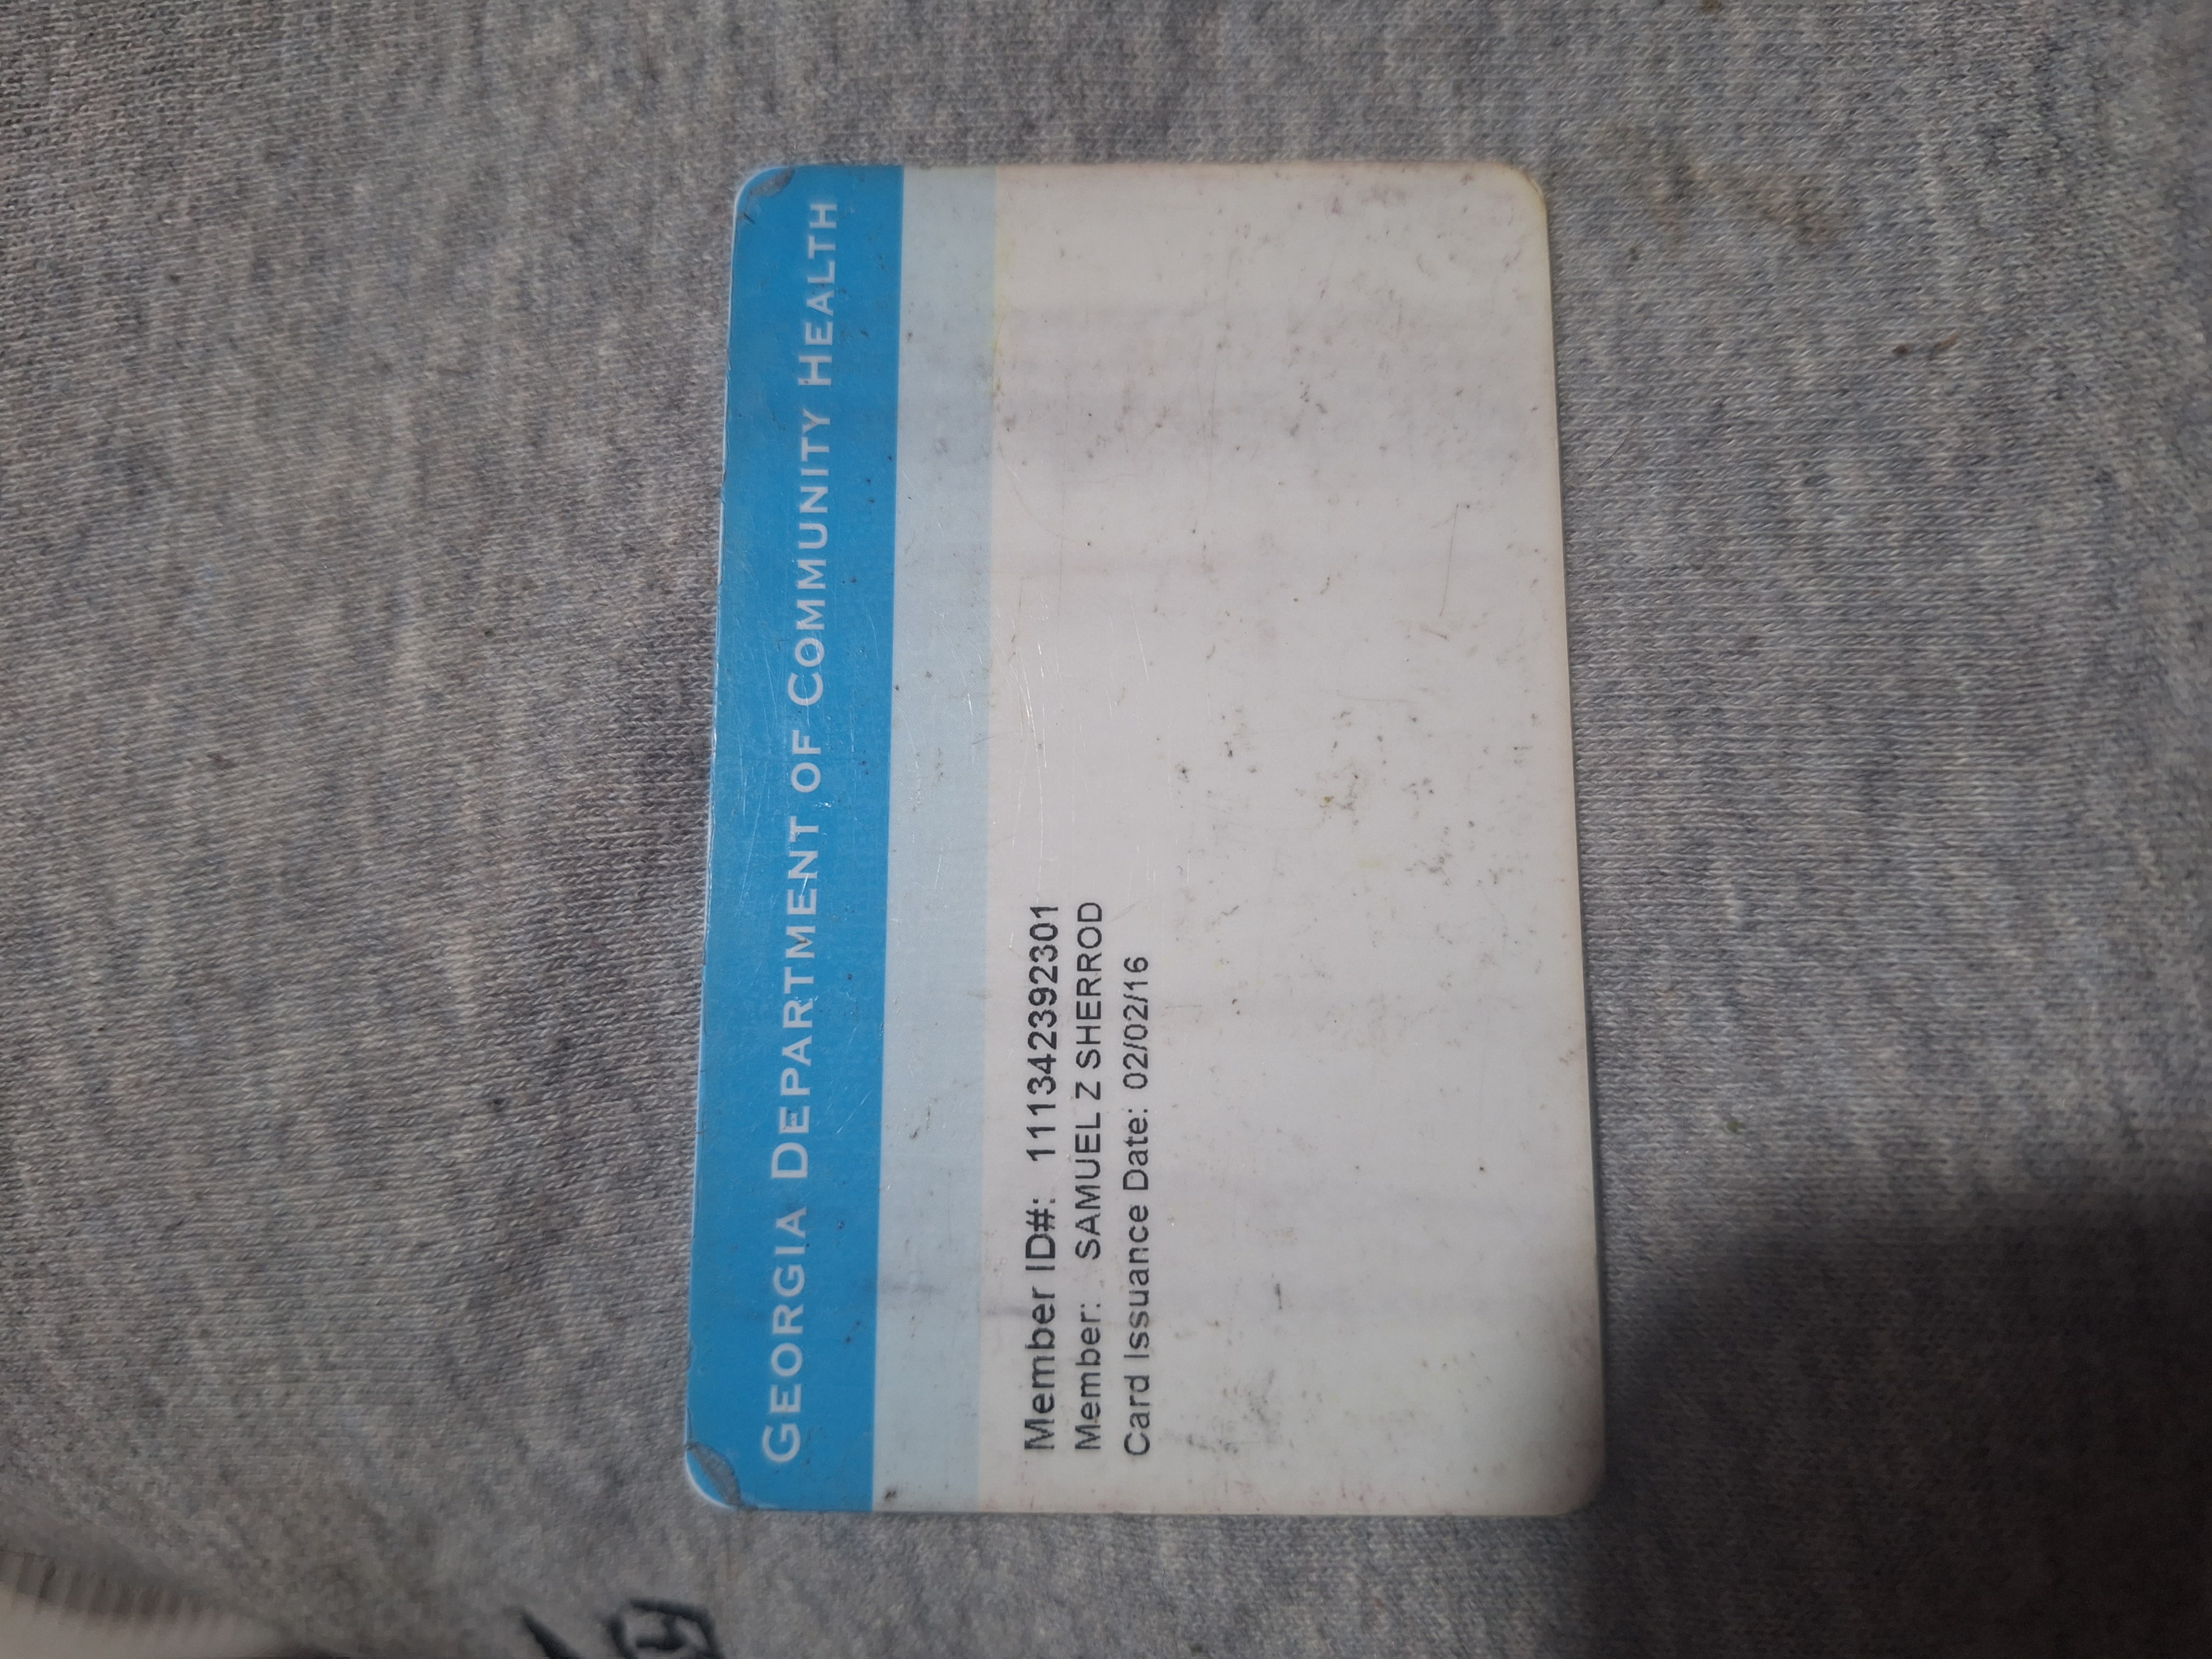 GEORGIA DEPARTMENT OF COMMUNITY HEALTH
Member ID#: 111342392301
Member: SAMUEL Z SHERROD
Card Issuance Date: 02/02/16